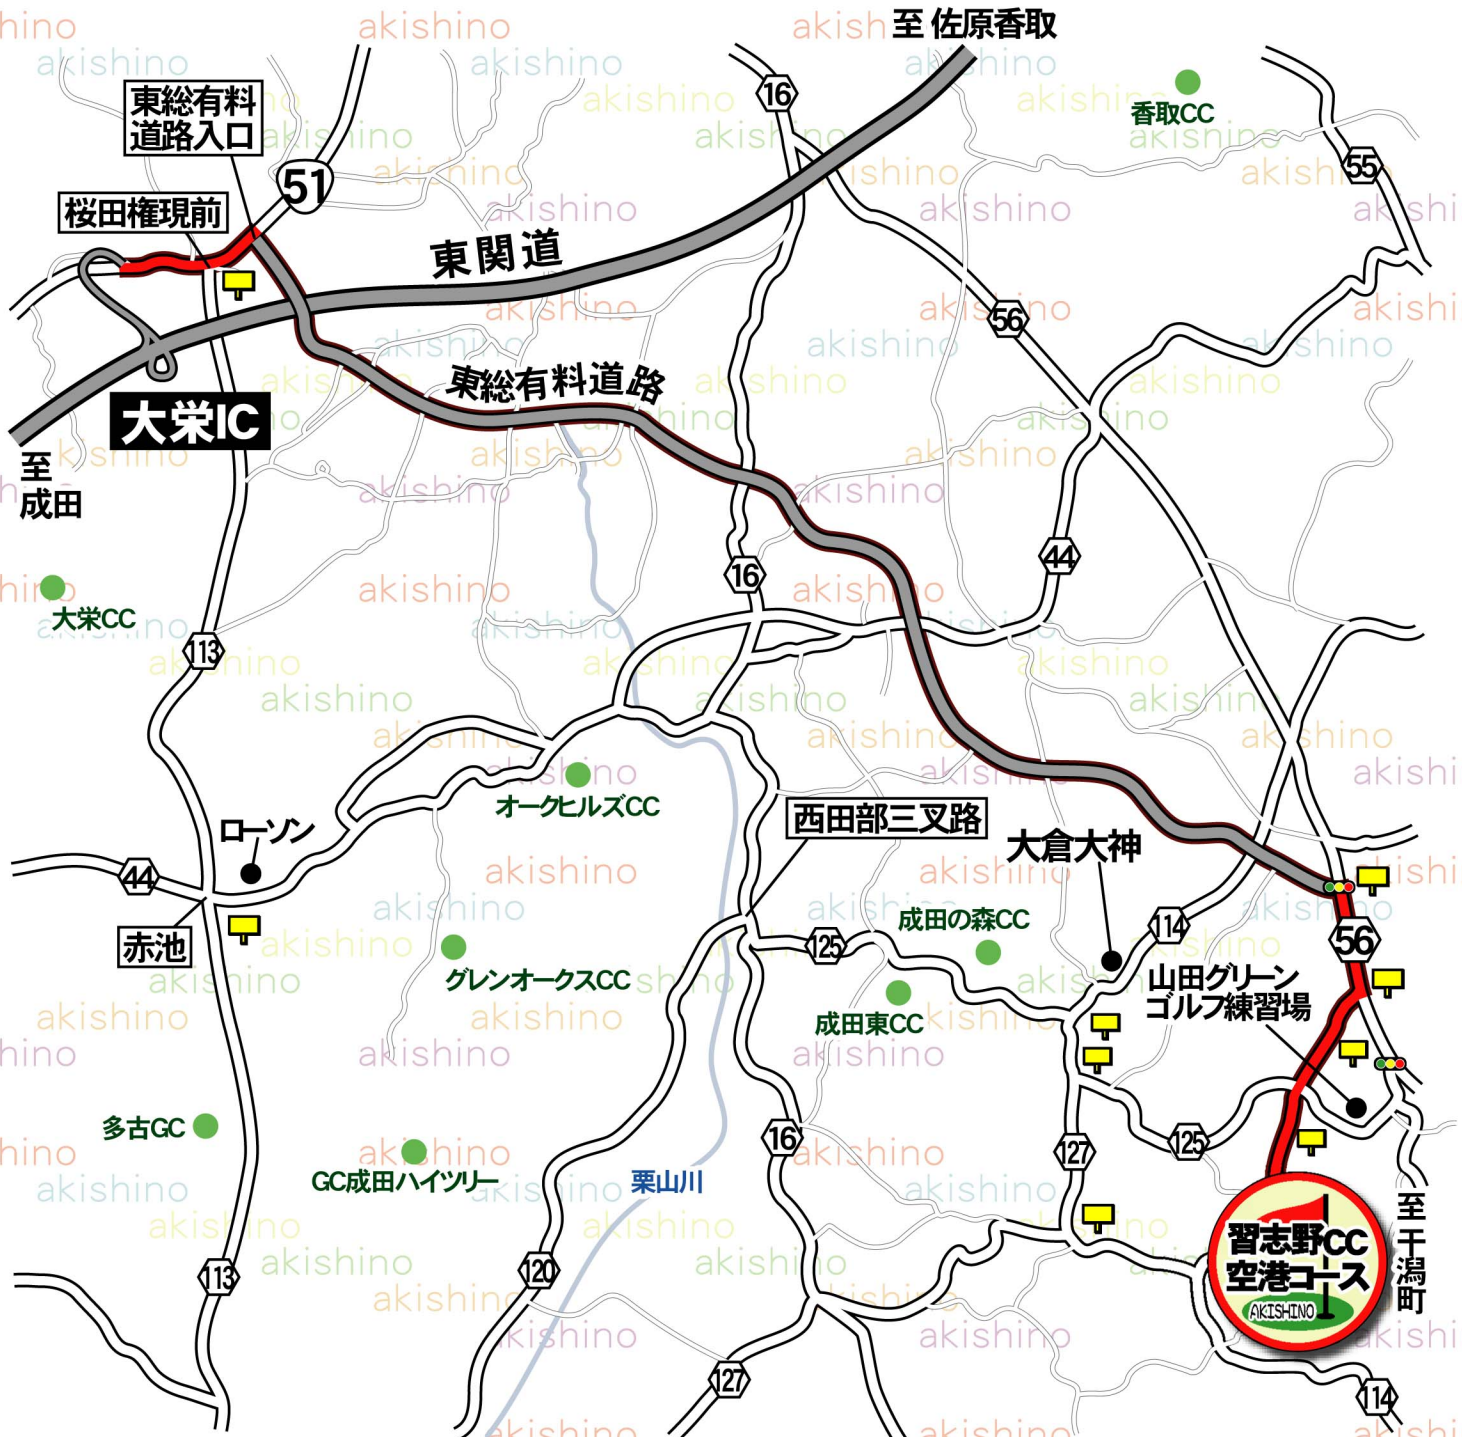 至 佐原香取
香取CC
東総有料
道路入口
桜田権現前
51
16
55
東関道
56
東総有料道路
大栄IC
至
成田
大栄CC
113
16
44
オークヒルズCC
西田部三叉路
大倉大神
ローソン
44
赤池
グレンオークスCC
成田の森CC
成田東CC
125
114
56
山田グリーン
ゴルフ練習場
多古GC
GC成田ハイツリー
栗山川
16
127
125
至干潟町
習志野CC
空港コース
AKISHINO
113
120
127
114
akishino